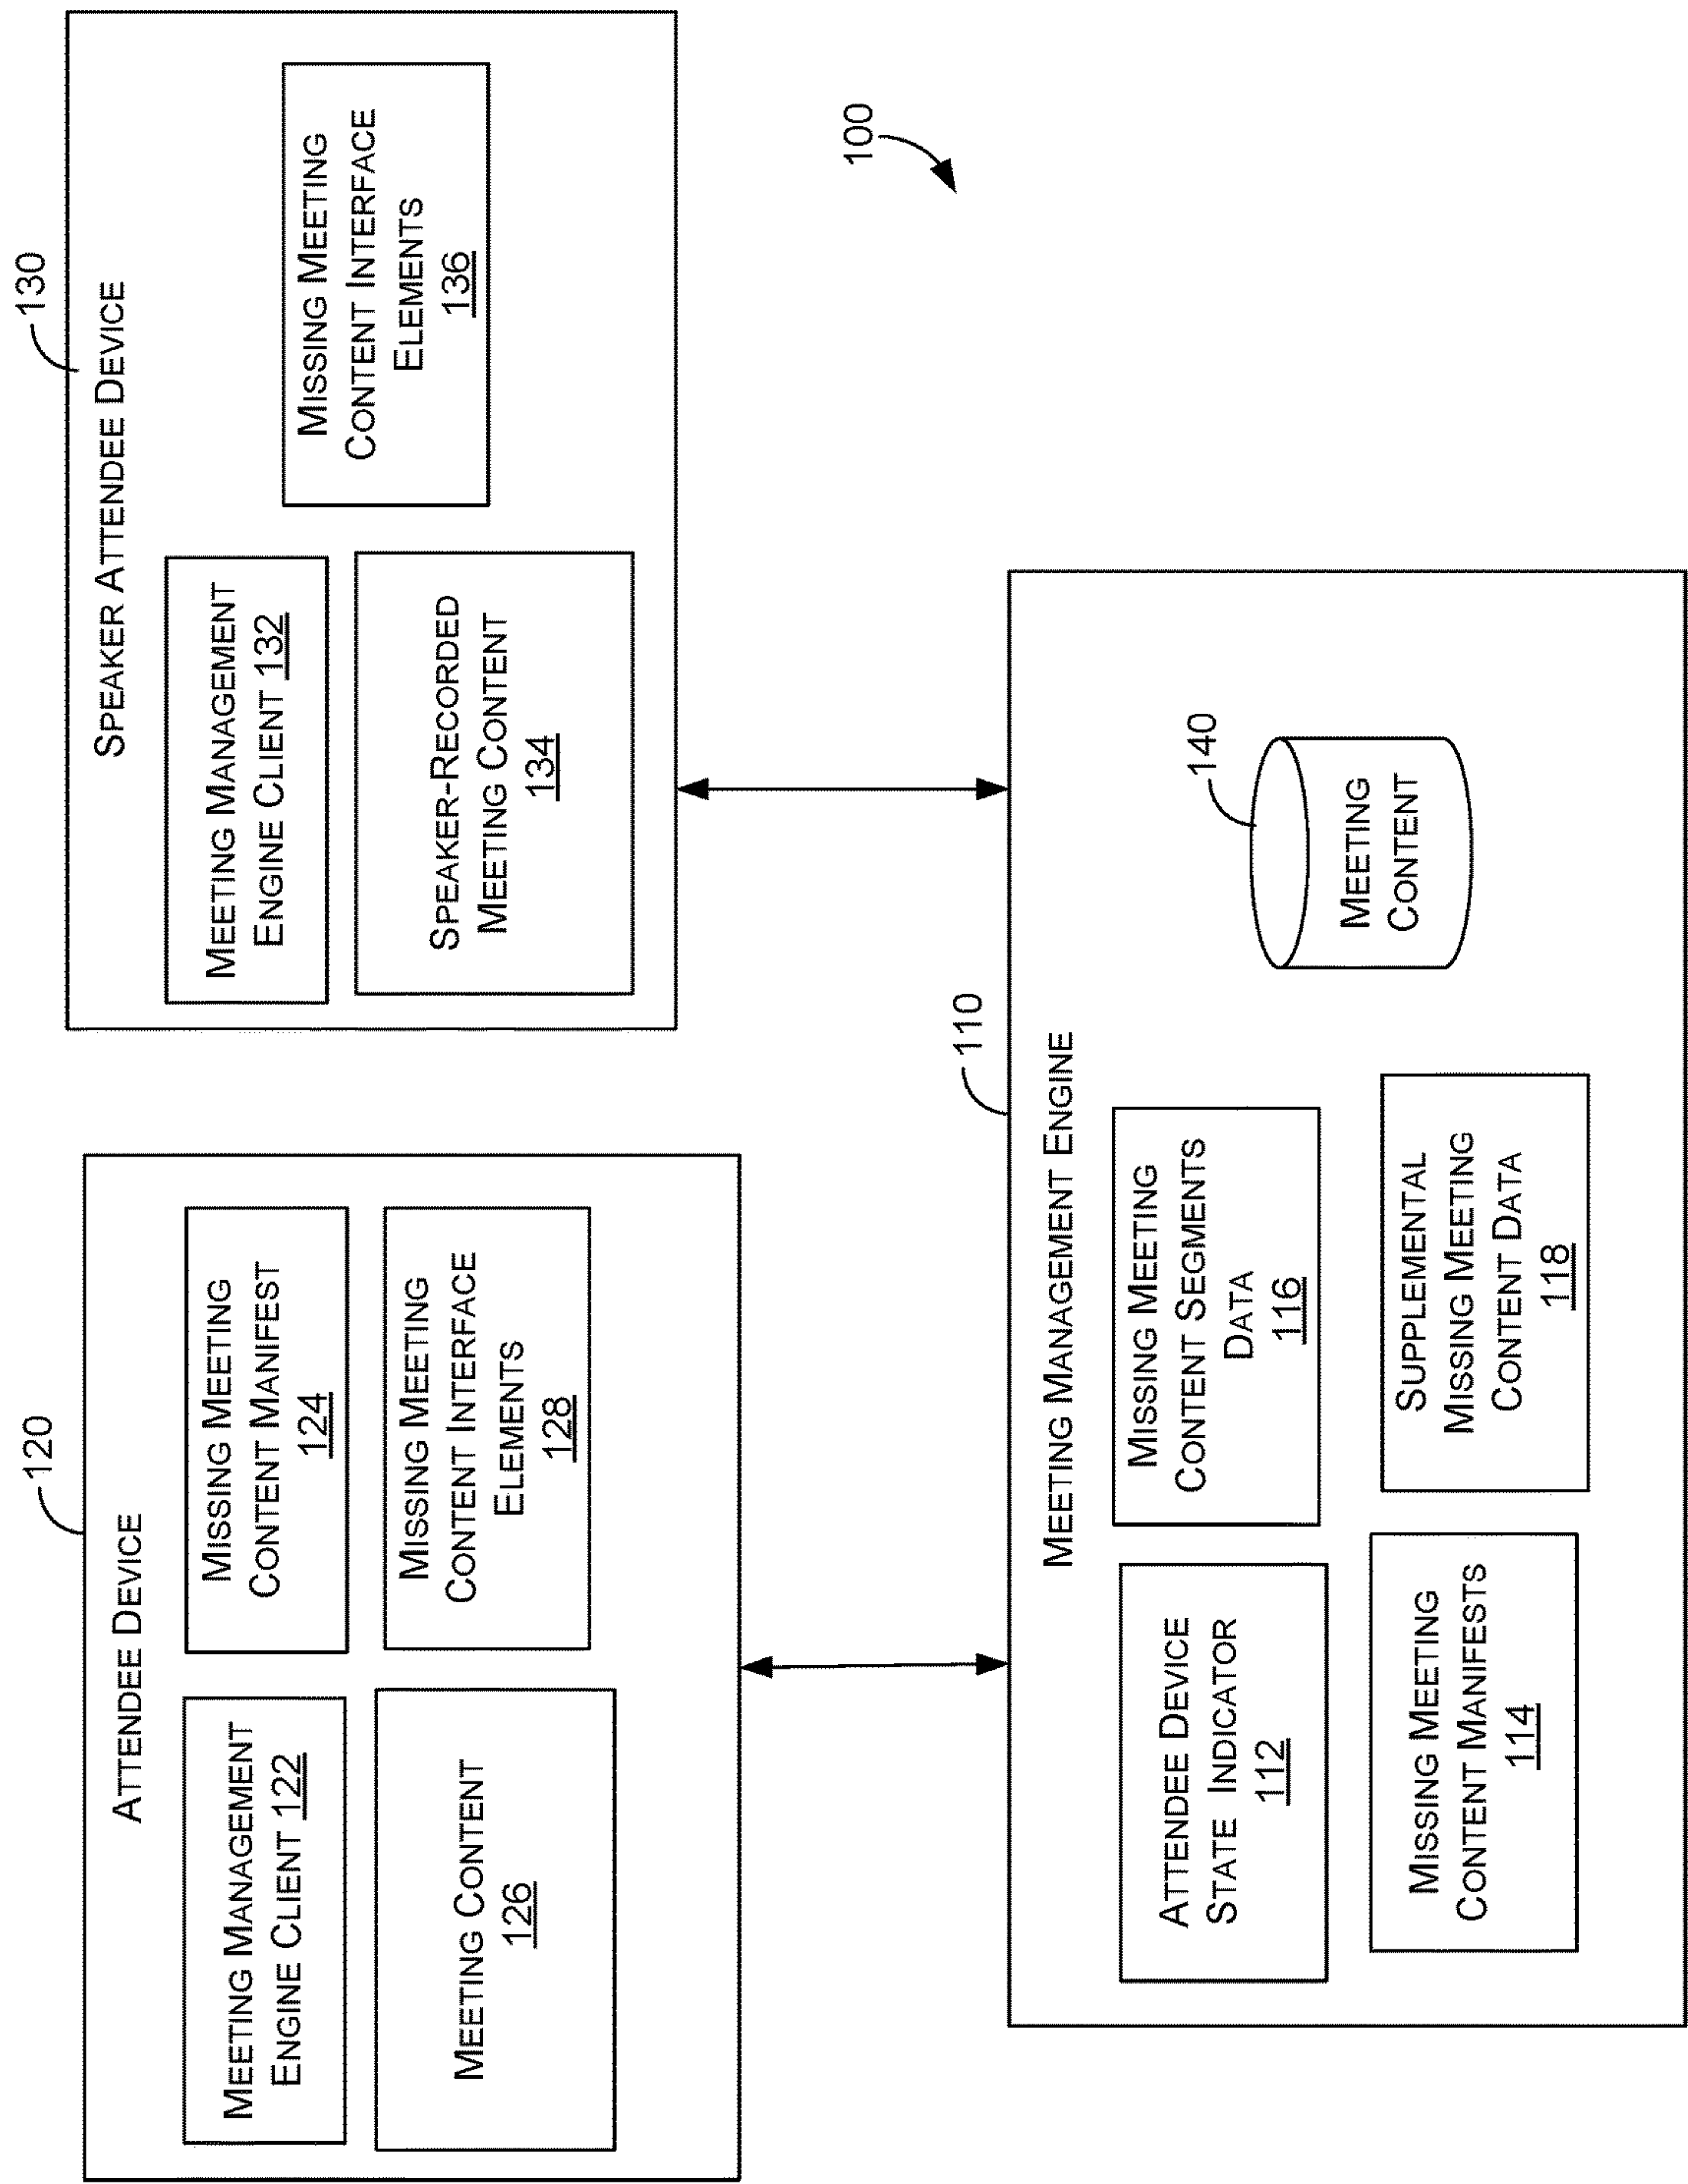 120
ATTENDEE DEVICE
MEETING MANAGEMENT
ENGINE CLIENT 122
MISSING MEETING
CONTENT MANIFEST
124
MEETING CONTENT
126
MISSING MEETING
CONTENT INTERFACE
ELEMENTS
128
130
SPEAKER ATTENDEE DEVICE
MEETING MANAGEMENT
ENGINE CLIENT 132
SPEAKER-RECORDED
MEETING CONTENT
134
MISSING MEETING
CONTENT INTERFACE
ELEMENTS
136
100
110
MEETING MANAGEMENT ENGINE
ATTENDEE DEVICE
STATE INDICATOR
112
MISSING MEETING
CONTENT SEGMENTS
DATA
116
MISSING MEETING
CONTENT MANIFESTS
114
SUPPLEMENTAL
MISSING MEETING
CONTENT DATA
118
140
MEETING
CONTENT